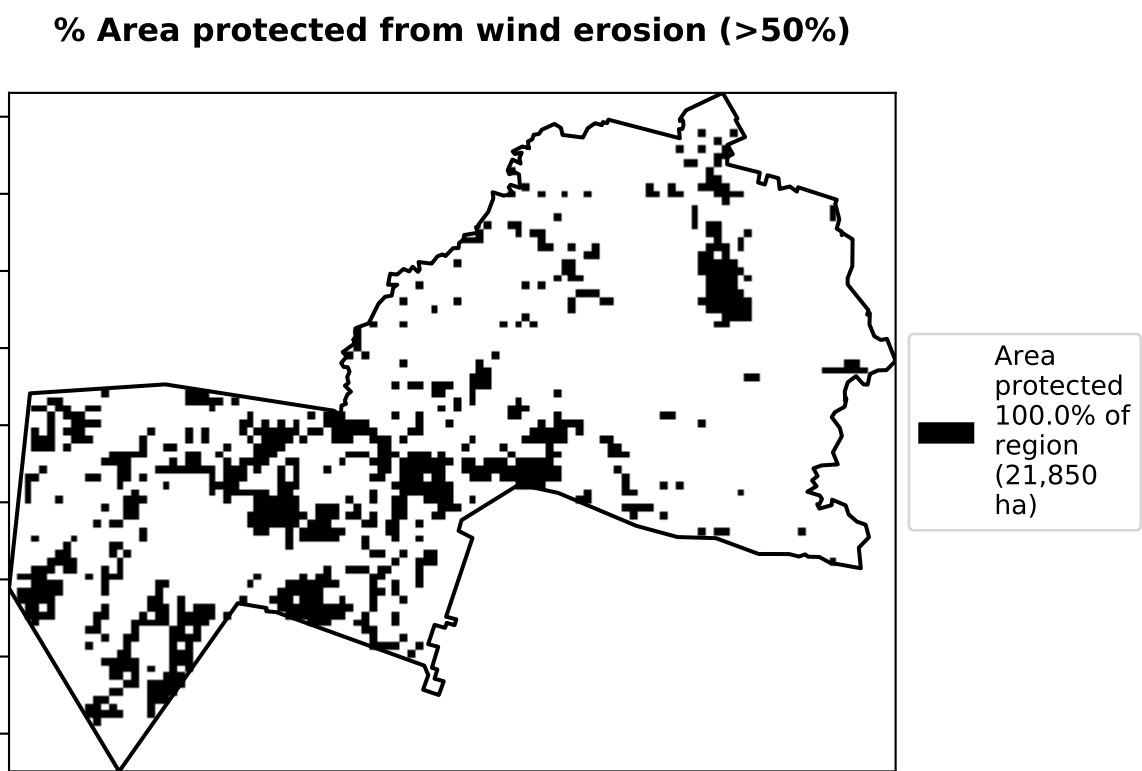 % Area protected from wind erosion (>50%)
Area
protected
100.0% of
region
(21,850
ha)